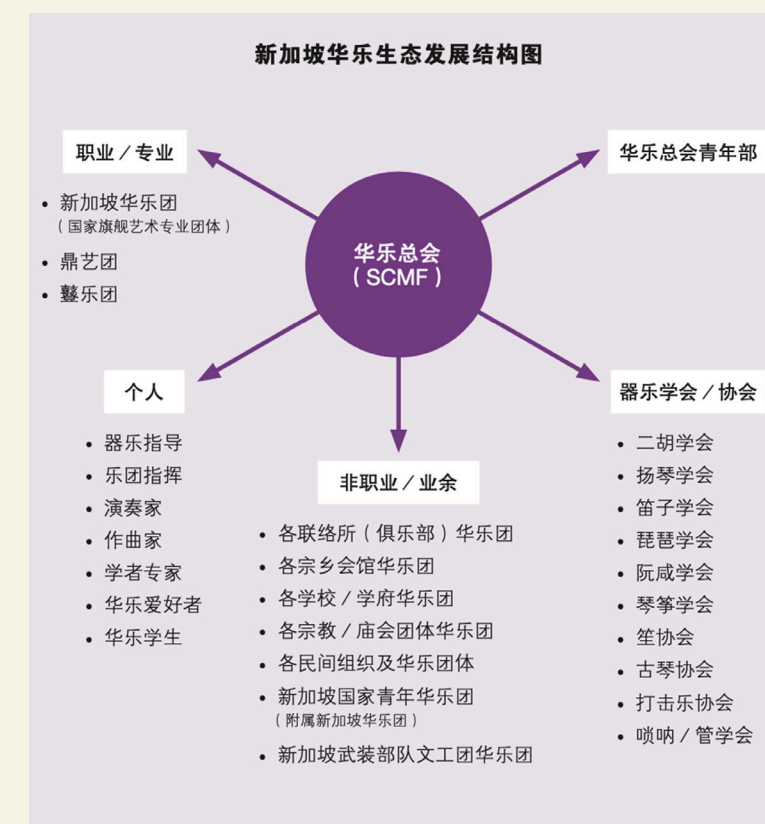 新加坡华乐生态发展结构图
职业／专业
• 新加坡华乐团
（国家旗舰艺术专业团体）
• 鼎艺团
• 鼟乐团
华乐总会青年部
华乐总会
（SCMF）
个人
• 器乐指导
• 乐团指挥
• 演奏家
• 作曲家
• 学者专家
• 华乐爱好者
• 华乐学生
非职业／业余
• 各联络所（俱乐部）华乐团
• 各宗乡会馆华乐团
• 各学校／学府华乐团
• 各宗教／庙会团体华乐团
• 各民间组织及华乐团体
• 新加坡国家青年华乐团
（附属新加坡华乐团）
• 新加坡武装部队文工团华乐团
器乐学会／协会
• 二胡学会
• 扬琴学会
• 笛子学会
• 琵琶学会
• 阮咸学会
• 琴筝学会
• 笙协会
• 古琴协会
• 打击乐协会
• 唢呐／管学会